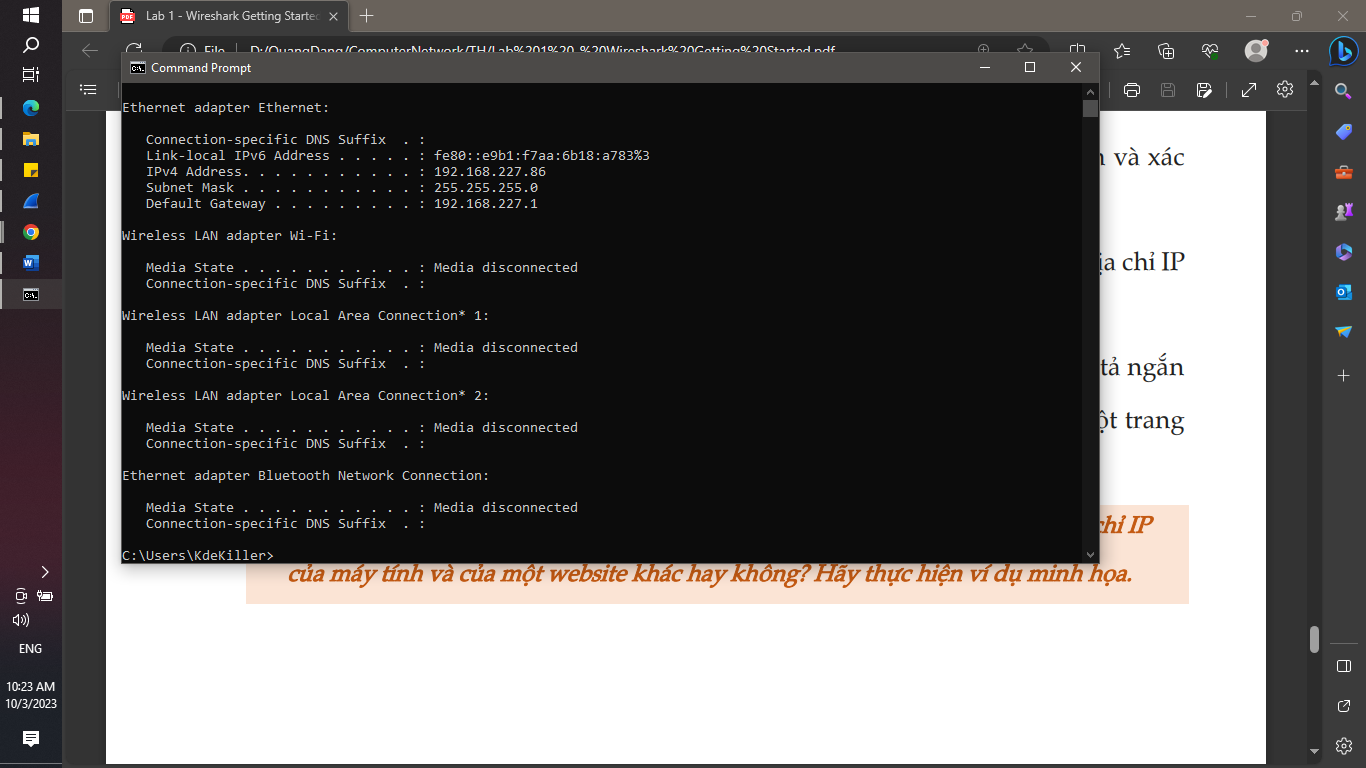 Lab 1 - Wireshark Getting Started
File
D:/QuangDang/ComputerNetwork/TH/Lab%201%20-%20Wireshark%20Getting%20Started.pdf
Command Prompt
Ethernet adapter Ethernet:
Connection-specific DNS Suffix . :
Link-local IPv6 Address . . . . . : fe80::e9b1:f7aa:6b18:a783%3
IPv4 Address. . . . . . . . . . . : 192.168.227.86
Subnet Mask . . . . . . . . . . . : 255.255.255.0
Default Gateway . . . . . . . . . : 192.168.227.1
Wireless LAN adapter Wi-Fi:
Media State . . . . . . . . . . . : Media disconnected
Connection-specific DNS Suffix . :
Wireless LAN adapter Local Area Connection* 1:
Media State . . . . . . . . . . . : Media disconnected
Connection-specific DNS Suffix . :
Wireless LAN adapter Local Area Connection* 2:
Media State . . . . . . . . . . . : Media disconnected
Connection-specific DNS Suffix . :
Ethernet adapter Bluetooth Network Connection:
Media State . . . . . . . . . . . : Media disconnected
Connection-specific DNS Suffix . :
C:\Users\KdeKiller>
và xác
chỉ IP
tả ngắn
trang
chỉ IP
của máy tính và của một website khác hay không? Hãy thực hiện ví dụ minh họa.
ENG
10:23 AM
10/3/2023